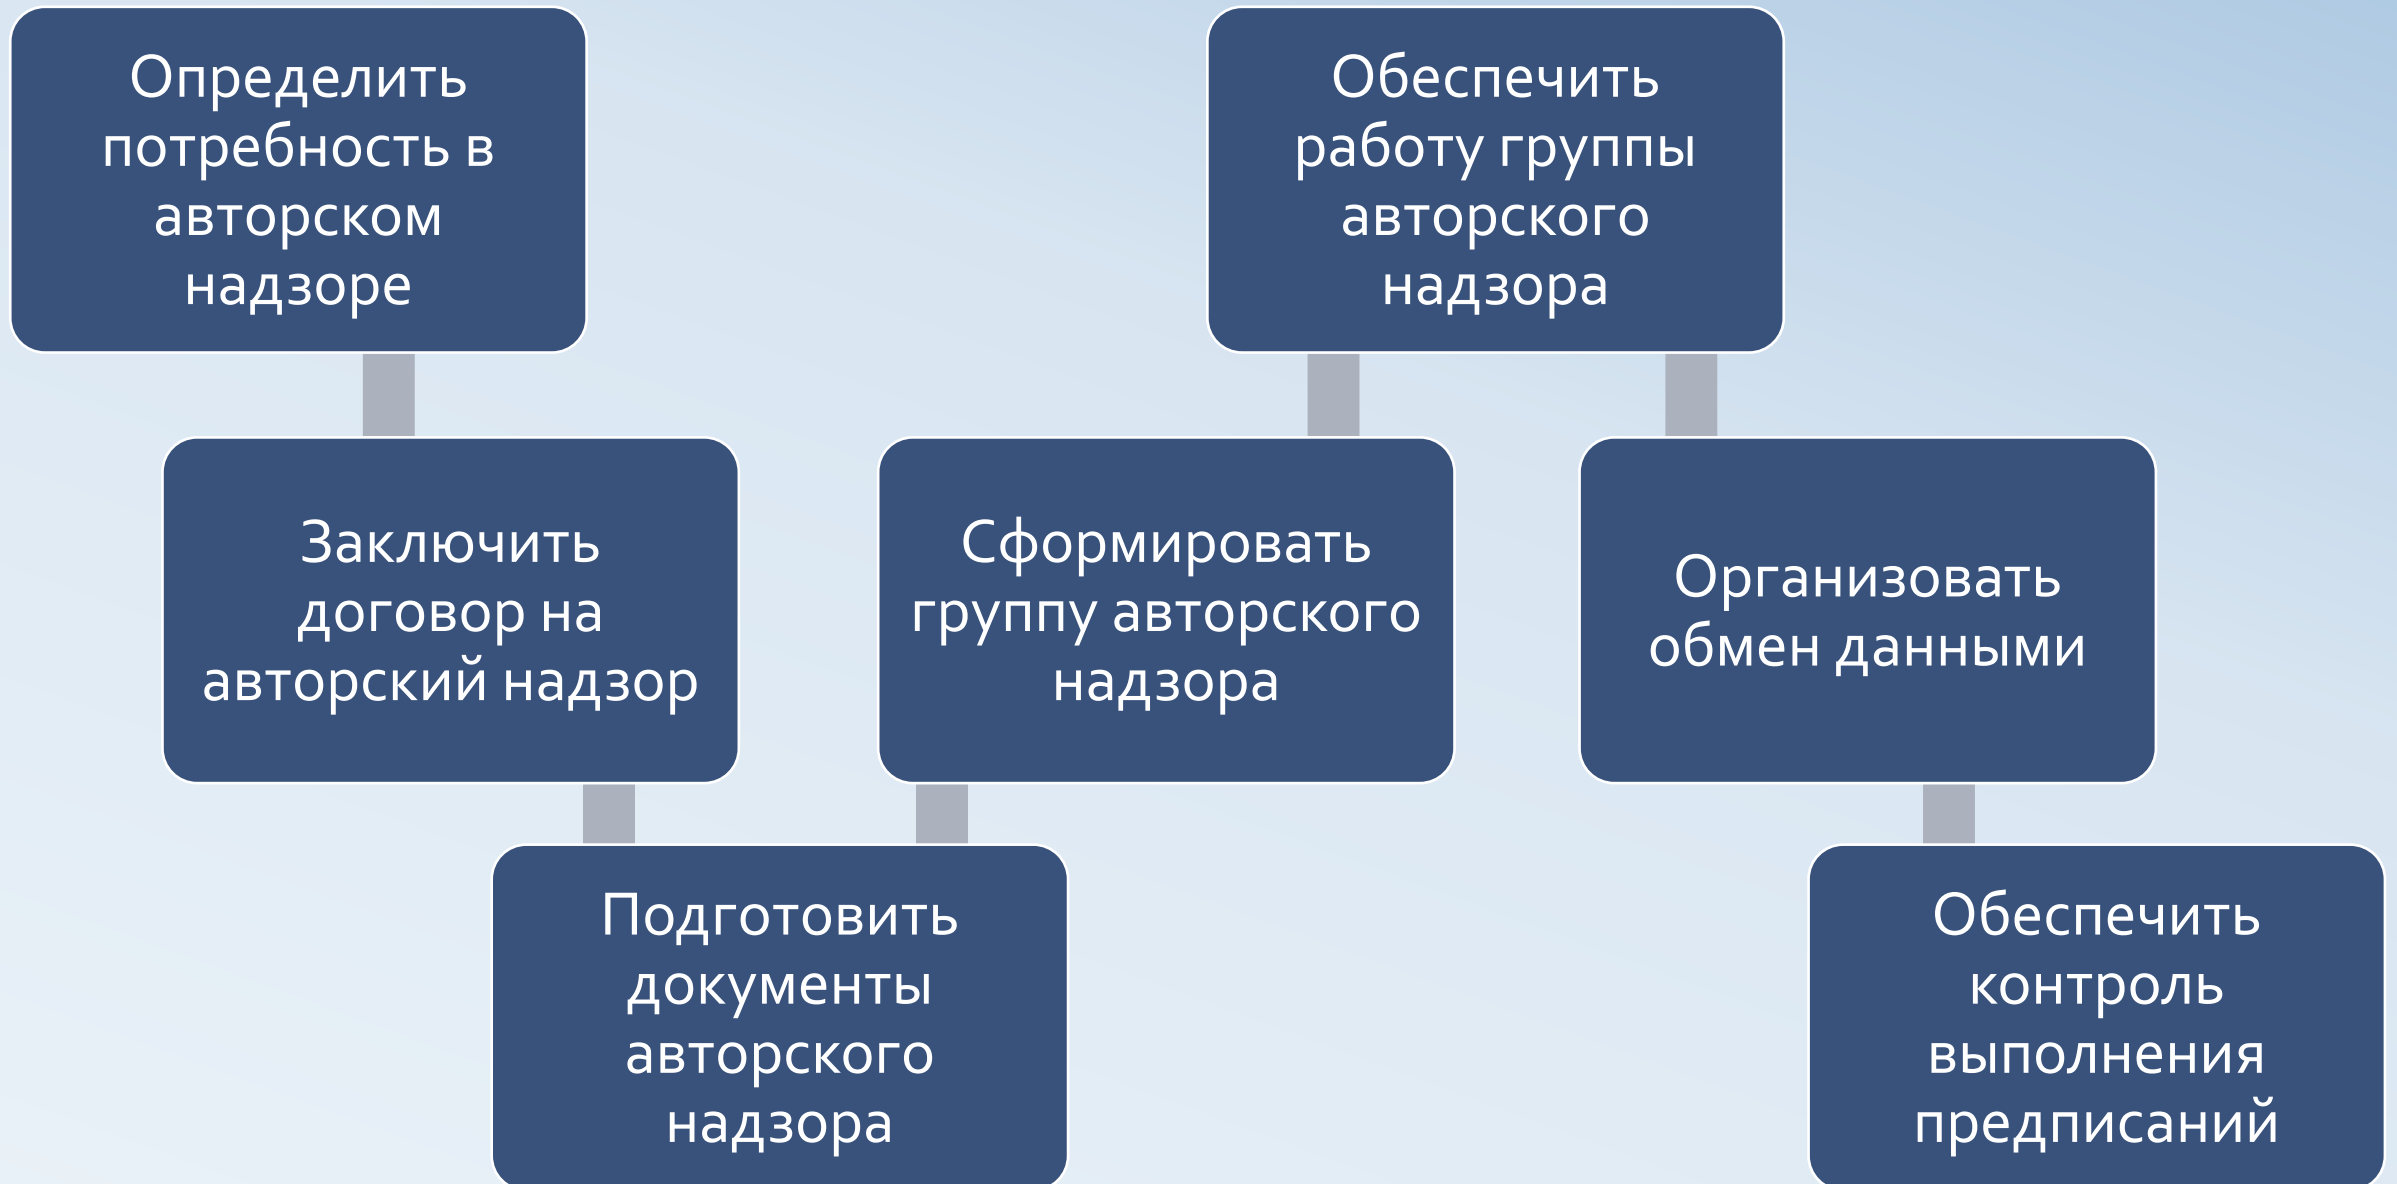 Определить
потребность в
авторском
надзоре
Обеспечить
работу группы
авторского
надзора
Заключить
договор на
авторский надзор
Сформировать
группу авторского
надзора
Организовать
обмен данными
Подготовить
документы
авторского
надзора
Обеспечить
контроль
выполнения
предписаний